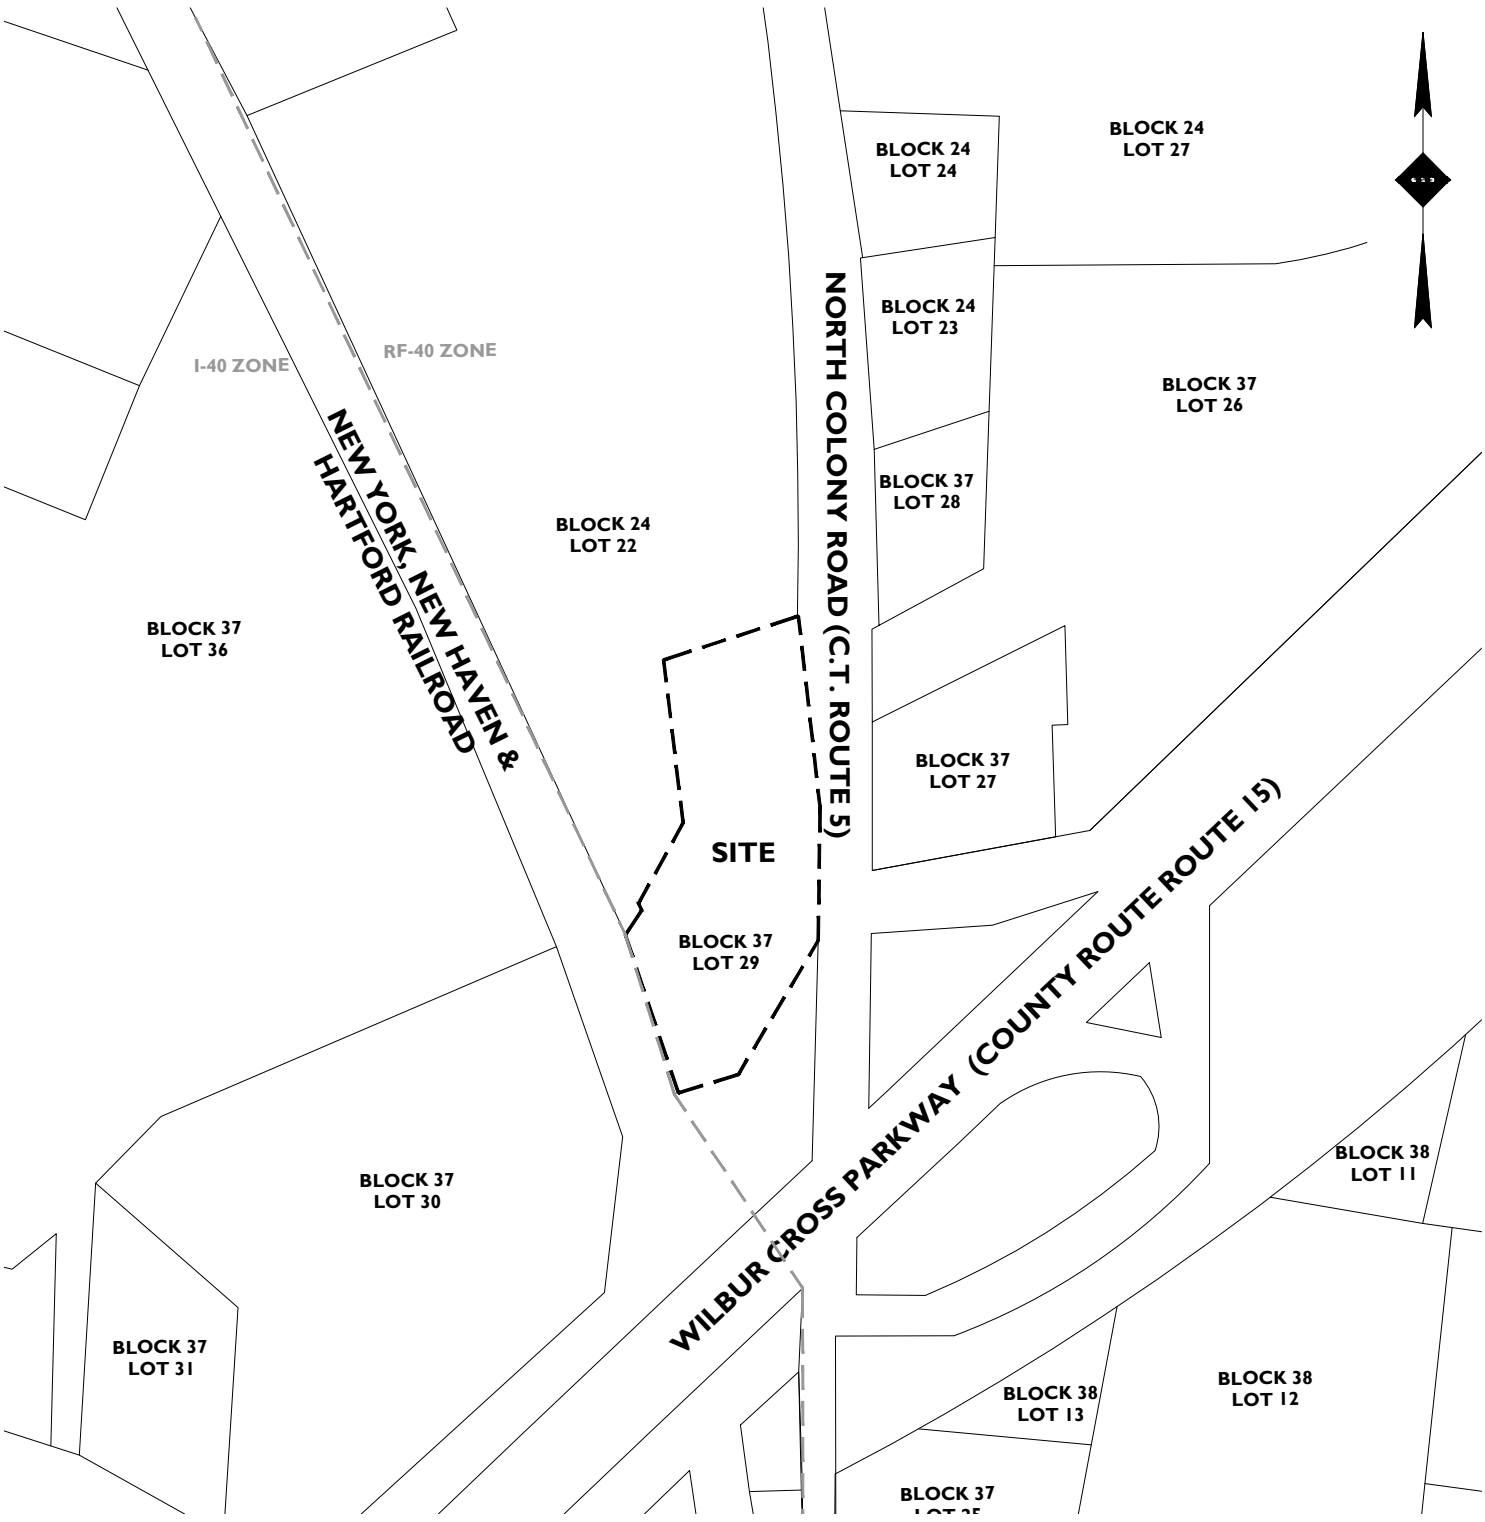 BLOCK 24
LOT 27
BLOCK 24
LOT 24
BLOCK 24
LOT 23
I-40 ZONE
RF-40 ZONE
BLOCK 37
LOT 26
NORTH COLONY ROAD (C.T. ROUTE 5)
NEW YORK, NEW HAVEN &
HARTFORD RAILROAD
BLOCK 37
LOT 28
BLOCK 24
LOT 22
BLOCK 37
LOT 36
BLOCK 37
LOT 27
SITE
BLOCK 37
LOT 29
WILBUR CROSS PARKWAY (COUNTY ROUTE ROUTE 15)
BLOCK 38
LOT 11
BLOCK 37
LOT 30
BLOCK 37
LOT 31
BLOCK 38
LOT 12
BLOCK 38
LOT 13
BLOCK 37
LOT 25